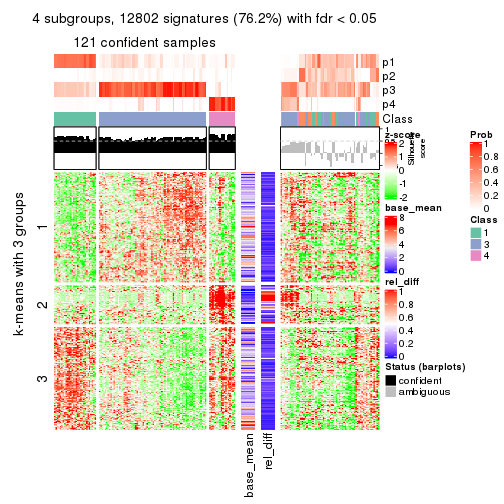 4 subgroups, 12802 signatures (76.2%) with fdr < 0.05
121 confident samples
p1
p2
p3
p4
Class
1
Silhouette
score
k-means with 3 groups
1
2
3
base_mean
rel_diff
z-score
2
1
0
-1
-2
base_mean
8
6
4
2
0
rel_diff
1
0.8
0.6
0.4
0.2
0
Status (barplots)
confident
ambiguous
Prob
1
0.8
0.6
0.4
0.2
0
Class
1
3
4